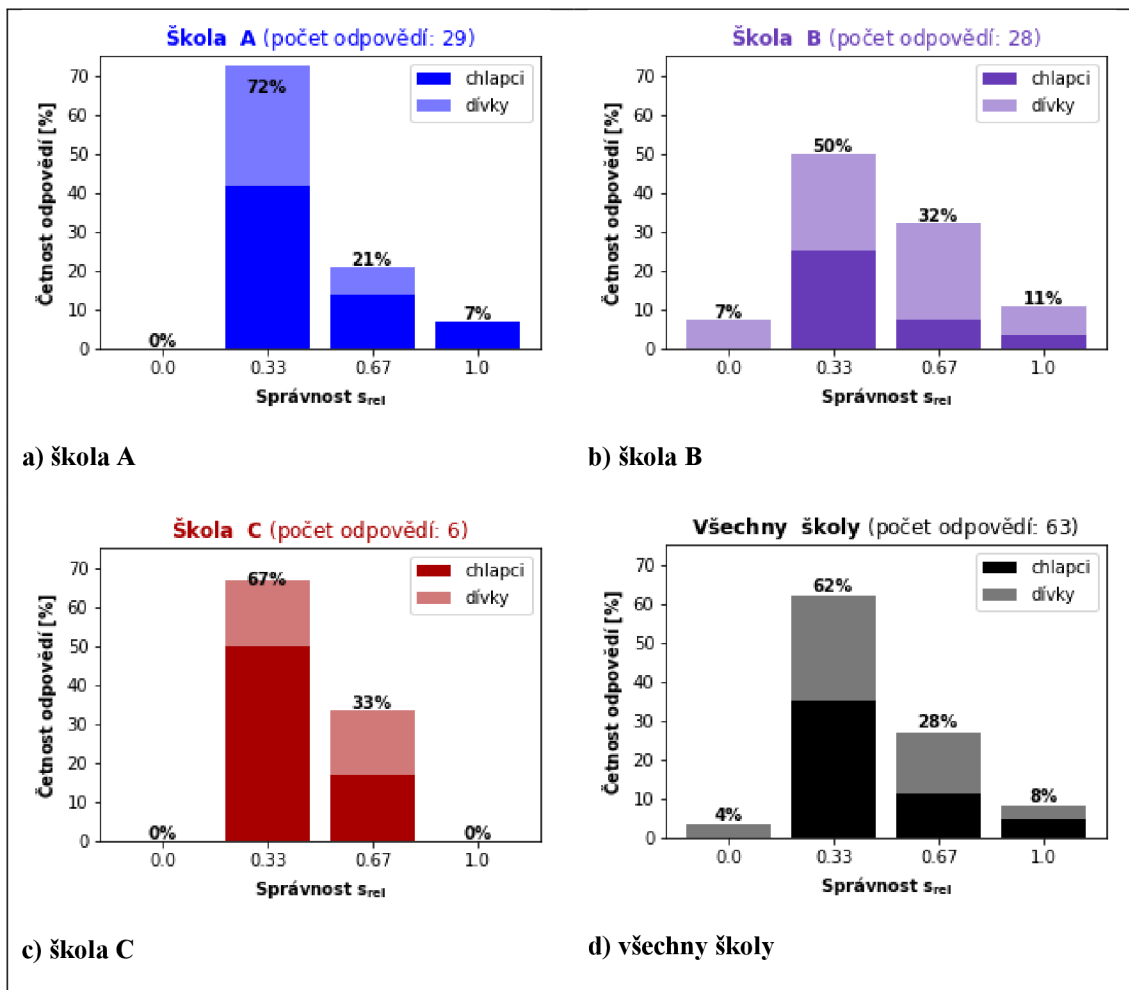 Škola A (počet odpovědí: 29)
Četnost odpovědí [%]
70
60
50
40
30
20
10
0
chlapci
dívky
0%
72%
21%
7%
0.0 0.33 0.67 1.0
Správnost s_rel
a) škola A
Škola B (počet odpovědí: 28)
Četnost odpovědí [%]
70
60
50
40
30
20
10
0
chlapci
dívky
7%
50%
32%
11%
0.0 0.33 0.67 1.0
Správnost s_rel
b) škola B
Škola C (počet odpovědí: 6)
Četnost odpovědí [%]
70
60
50
40
30
20
10
0
chlapci
dívky
0%
67%
33%
0%
0.0 0.33 0.67 1.0
Správnost s_rel
c) škola C
Všechny školy (počet odpovědí: 63)
Četnost odpovědí [%]
70
60
50
40
30
20
10
0
chlapci
dívky
4%
62%
28%
8%
0.0 0.33 0.67 1.0
Správnost s_rel
d) všechny školy